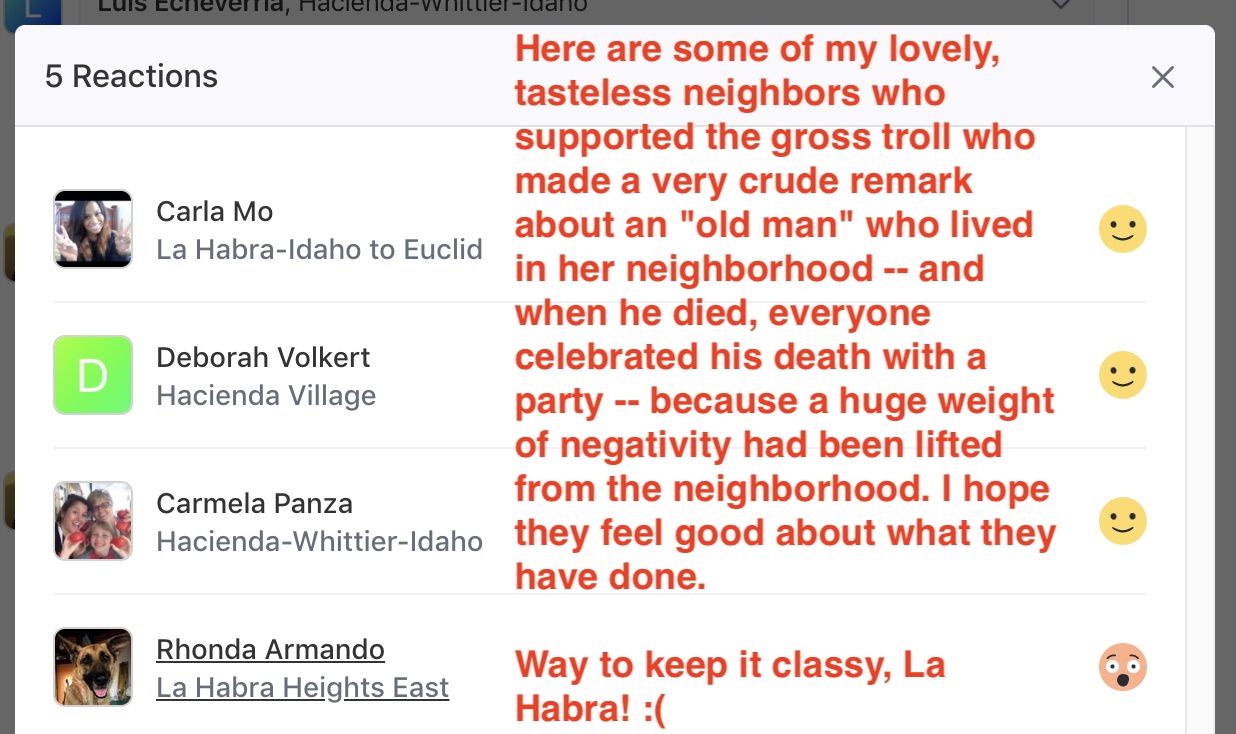 L
Luis Echeverria, Hacienda-Whittier-Idaho
5 Reactions
Here are some of my lovely,
tasteless neighbors who
supported the gross troll who
made a very crude remark
about an "old man" who lived
in her neighborhood -- and
when he died, everyone
celebrated his death with a
party -- because a huge weight
of negativity had been lifted
from the neighborhood. I hope
they feel good about what they
have done.
Way to keep it classy, La
Habra! :(
Carla Mo
La Habra-Idaho to Euclid
D
Deborah Volkert
Hacienda Village
Carmela Panza
Hacienda-Whittier-Idaho
Rhonda Armando
La Habra Heights East